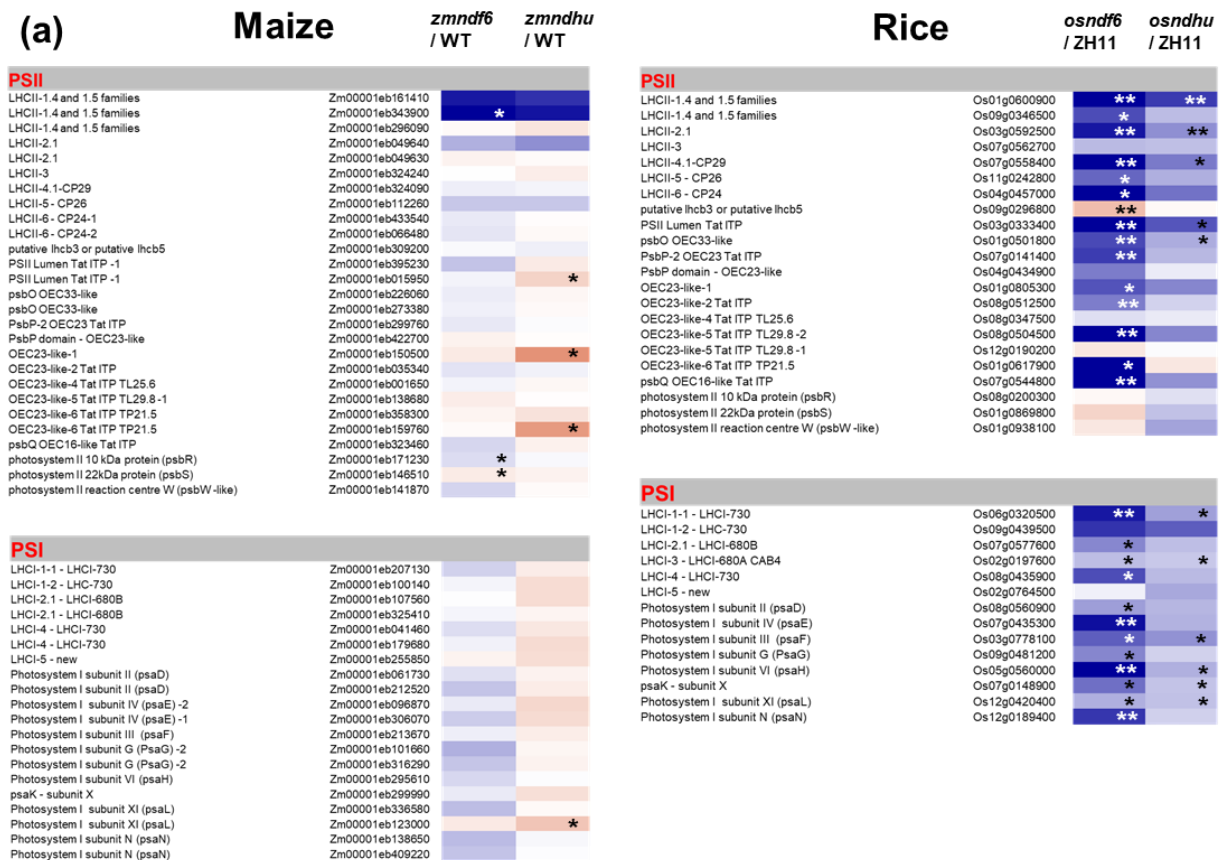 (a) Maize zmndf6 / WT zmndhu / WT
PSII
LHCII-1.4 and 1.5 families Zm00001eb161410
LHCII-1.4 and 1.5 families Zm00001eb343900 *
LHCII-1.4 and 1.5 families Zm00001eb296090
LHCII-2.1 Zm00001eb049640
LHCII-2.1 Zm00001eb049630
LHCII-3 Zm00001eb324240
LHCII-4.1-CP29 Zm00001eb324090
LHCII-5 - CP26 Zm00001eb112260
LHCII-6 - CP24-1 Zm00001eb433540
LHCII-6 - CP24-2 Zm00001eb066480
putative lhcb3 or putative lhcb5 Zm00001eb309200
PSII Lumen Tat ITP -1 Zm00001eb395230
PSII Lumen Tat ITP -1 Zm00001eb015950 *
psbO OEC33-like Zm00001eb226060
psbO OEC33-like Zm00001eb273380
PsbP-2 OEC23 Tat ITP Zm00001eb299760
PsbP domain - OEC23-like Zm00001eb422700
OEC23-like-1 Zm00001eb150500 *
OEC23-like-2 Tat ITP Zm00001eb035340
OEC23-like-4 Tat ITP TL25.6 Zm00001eb001650
OEC23-like-5 Tat ITP TL29.8-1 Zm00001eb138680
OEC23-like-6 Tat ITP TP21.5 Zm00001eb358300
OEC23-like-6 Tat ITP TP21.5 Zm00001eb159760 *
psbQ OEC16-like Tat ITP Zm00001eb323460
photosystem II 10 kDa protein (psbR) Zm00001eb171230 *
photosystem II 22kDa protein (psbS) Zm00001eb146510 *
photosystem II reaction centre W (psbW-like) Zm00001eb141870
PSI
LHCI-1-1 - LHCI-730 Zm00001eb207130
LHCI-1-2 - LHC-730 Zm00001eb100140
LHCI-2.1 - LHCI-680B Zm00001eb107560
LHCI-2.1 - LHCI-680B Zm00001eb325410
LHCI-4 - LHCI-730 Zm00001eb041460
LHCI-4 - LHCI-730 Zm00001eb179680
LHCI-5 - new Zm00001eb255850
Photosystem I subunit II (psaD) Zm00001eb061730
Photosystem I subunit II (psaD) Zm00001eb212520
Photosystem I subunit IV (psaE) -2 Zm00001eb096870
Photosystem I subunit IV (psaE) -1 Zm00001eb306070
Photosystem I subunit III (psaF) Zm00001eb213670
Photosystem I subunit G (PsaG) -2 Zm00001eb101660
Photosystem I subunit G (PsaG) -2 Zm00001eb316290
Photosystem I subunit VI (psaH) Zm00001eb295610
psaK - subunit X Zm00001eb299990
Photosystem I subunit XI (psaL) Zm00001eb336580
Photosystem I subunit XI (psaL) Zm00001eb123000 *
Photosystem I subunit N (psaN) Zm00001eb138650
Photosystem I subunit N (psaN) Zm00001eb409220
Rice osndf6 / ZH11 osndhu / ZH11
PSII
LHCII-1.4 and 1.5 families Os01g0600900 ** **
LHCII-1.4 and 1.5 families Os09g0346500 *
LHCII-2.1 Os03g0592500 ** **
LHCII-3 Os07g0562700
LHCII-4.1-CP29 Os07g0558400 ** *
LHCII-5 - CP26 Os11g0242800 *
LHCII-6 - CP24 Os04g0457000 *
putative lhcb3 or putative lhcb5 Os09g0296800 **
PSII Lumen Tat ITP Os03g0333400 ** *
psbO OEC33-like Os01g0501800 ** *
PsbP-2 OEC23 Tat ITP Os07g0141400 **
PsbP domain - OEC23-like Os04g0434900
OEC23-like-1 Os01g0805300 *
OEC23-like-2 Tat ITP Os08g0512500 **
OEC23-like-4 Tat ITP TL25.6 Os08g0347500
OEC23-like-5 Tat ITP TL29.8-2 Os08g0504500 **
OEC23-like-5 Tat ITP TL29.8-1 Os12g0190200
OEC23-like-6 Tat ITP TP21.5 Os01g0617900 *
psbQ OEC16-like Tat ITP Os07g0544800 **
photosystem II 10 kDa protein (psbR) Os08g0200300
photosystem II 22kDa protein (psbS) Os01g0869800
photosystem II reaction centre W (psbW-like) Os01g0938100
PSI
LHCI-1-1 - LHCI-730 Os06g0320500 ** *
LHCI-1-2 - LHC-730 Os09g0439500
LHCI-2.1 - LHCI-680B Os07g0577600 *
LHCI-3 - LHCI-680A CAB4 Os02g0197600 * *
LHCI-4 - LHCI-730 Os08g0435900 *
LHCI-5 - new Os02g0764500
Photosystem I subunit II (psaD) Os08g0560900 *
Photosystem I subunit IV (psaE) Os07g0435300 **
Photosystem I subunit III (psaF) Os03g0778100 * *
Photosystem I subunit G (PsaG) Os09g0481200 *
Photosystem I subunit VI (psaH) Os05g0560000 ** *
psaK - subunit X Os07g0148900 * *
Photosystem I subunit XI (psaL) Os12g0420400 * *
Photosystem I subunit N (psaN) Os12g0189400 **